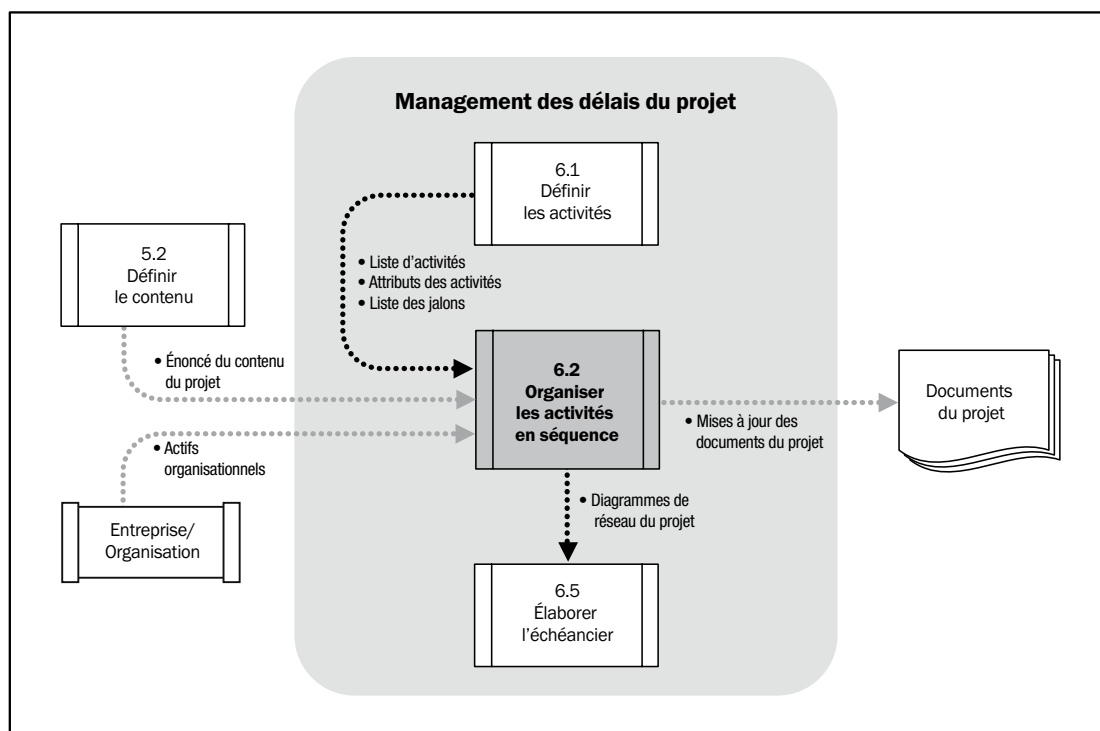 Management des délais du projet
6.1
Définir
les activités
5.2
Définir
le contenu
• Liste d’activités
• Attributs des activités
• Liste des jalons
• Énoncé du contenu
du projet
6.2
Organiser
les activités
en séquence
Documents
du projet
• Mises à jour des
documents du projet
• Actifs
organisationnels
• Diagrammes de
réseau du projet
Entreprise/
Organisation
6.5
Élaborer
l’échéancier